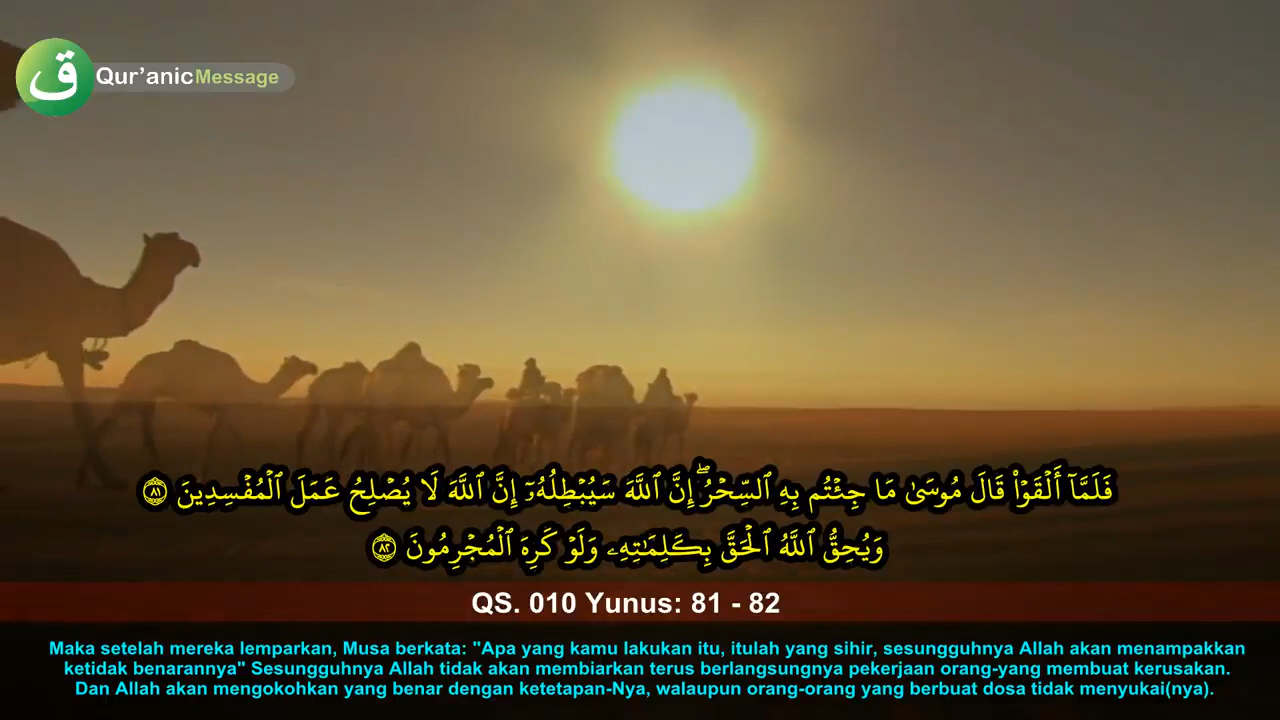 ق
Qur'anicMessage
فَلَمَّآ أَلْقَوْا۟ قَالَ مُوسَىٰ مَا جِئْتُم بِهِ ٱلسِّحْرُ ۖ إِنَّ ٱللَّهَ سَيُبْطِلُهُۥٓ إِنَّ ٱللَّهَ لَا يُصْلِحُ عَمَلَ ٱلْمُفْسِدِينَ ٨١
وَيُحِقُّ ٱللَّهُ ٱلْحَقَّ بِكَلِمَـٰتِهِۦ وَلَوْ كَرِهَ ٱلْمُجْرِمُونَ ٨٢
QS. 010 Yunus: 81 - 82
Maka setelah mereka lemparkan, Musa berkata: "Apa yang kamu lakukan itu, itulah yang sihir, sesungguhnya Allah akan menampakkan
ketidak benarannya" Sesungguhnya Allah tidak akan membiarkan terus berlangsungnya pekerjaan orang-yang membuat kerusakan.
Dan Allah akan mengokohkan yang benar dengan ketetapan-Nya, walaupun orang-orang yang berbuat dosa tidak menyukai(nya).